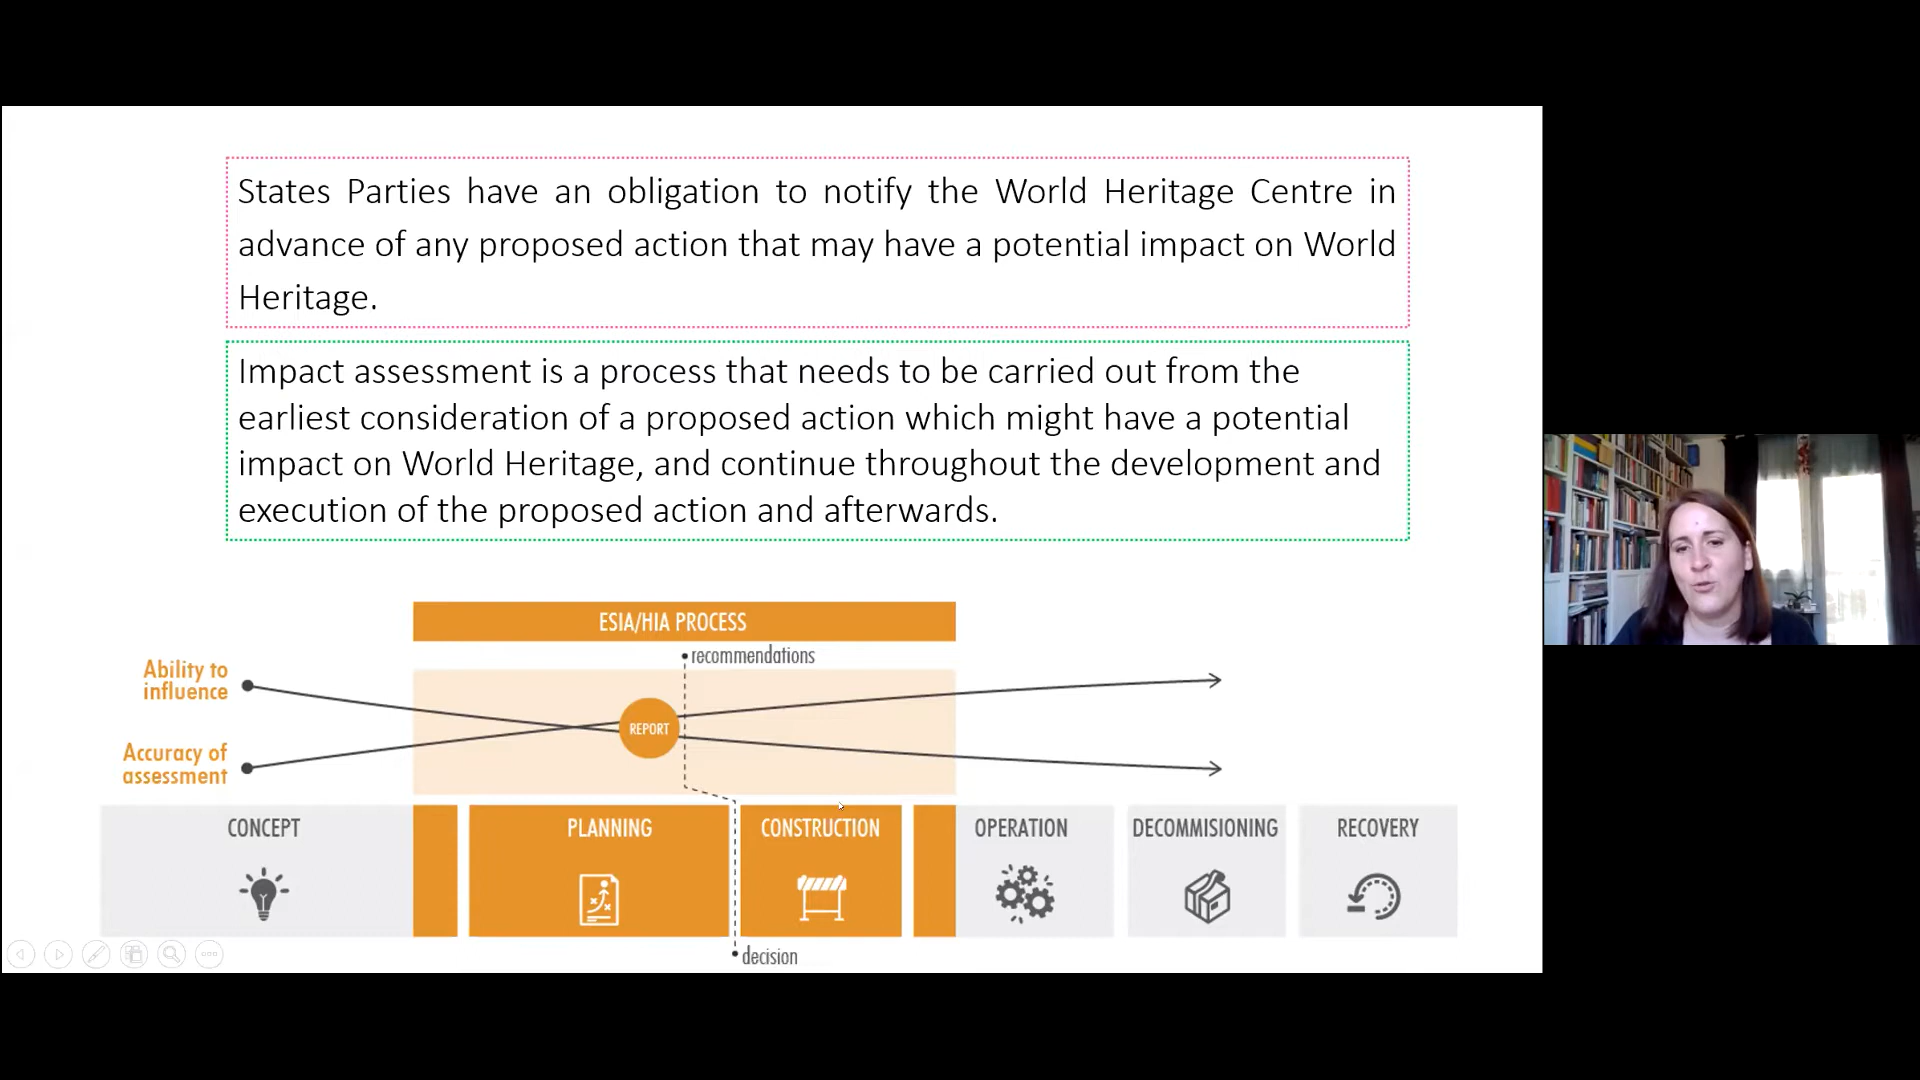 States Parties have an obligation to notify the World Heritage Centre in
advance of any proposed action that may have a potential impact on World
Heritage.
Impact assessment is a process that needs to be carried out from the
earliest consideration of a proposed action which might have a potential
impact on World Heritage, and continue throughout the development and
execution of the proposed action and afterwards.
ESIA/HIA PROCESS
recommendations
Ability to
influence
REPORT
Accuracy of
assessment
CONCEPT
PLANNING
CONSTRUCTION
OPERATION
DECOMMISIONING
RECOVERY
decision